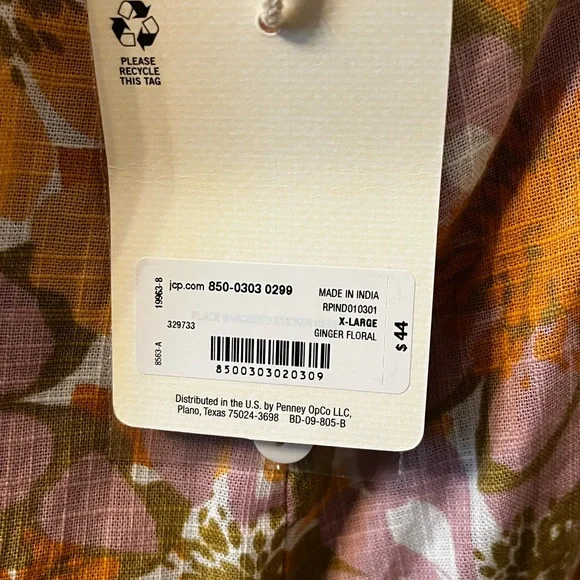 PLEASE
RECYCLE
THIS TAG
19963-8
jcp.com 850-0303 0299
MADE IN INDIA
RPIND010301
329733
X-LARGE
GINGER FLORAL
$44
8563-A
8500303020309
Distributed in the U.S. by Penney OpCo LLC,
Plano, Texas 75024-3698 BD-09-805-B